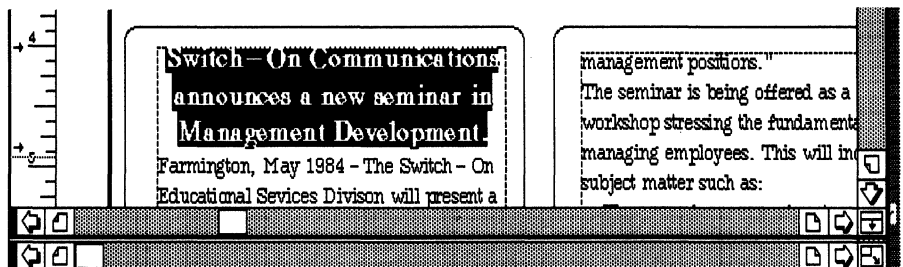 4
5
Switch – On Communications
announces a new seminar in
Management Development.
Farmington, May 1984 – The Switch – On
Educational Sevices Divison will present a
management positions."
The seminar is being offered as a
workshop stressing the fundamenta
managing employees. This will inc
subject matter such as: